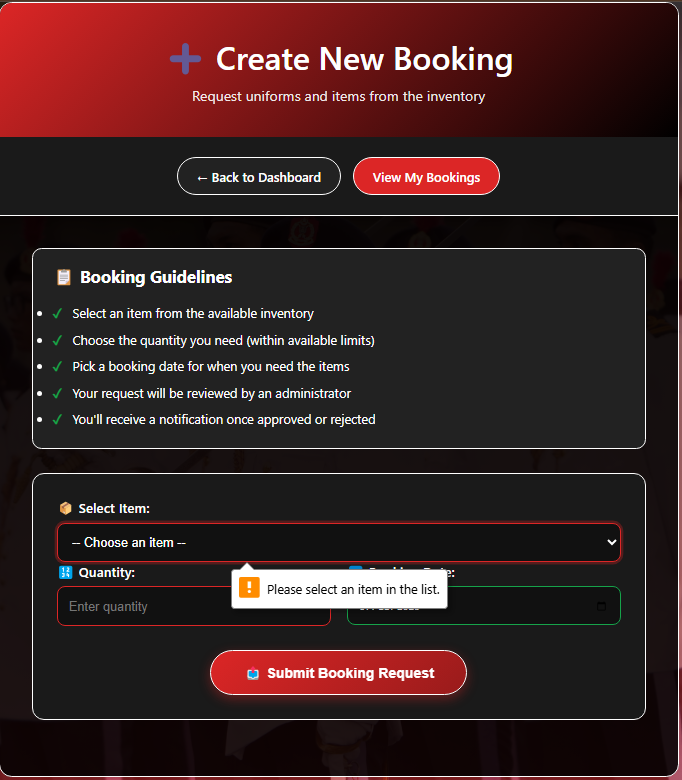 Create New Booking
Request uniforms and items from the inventory
← Back to Dashboard
View My Bookings
Booking Guidelines
✓ Select an item from the available inventory
✓ Choose the quantity you need (within available limits)
✓ Pick a booking date for when you need the items
✓ Your request will be reviewed by an administrator
✓ You'll receive a notification once approved or rejected
Select Item:
-- Choose an item --
Quantity:
Please select an item in the list.
Enter quantity
Submit Booking Request